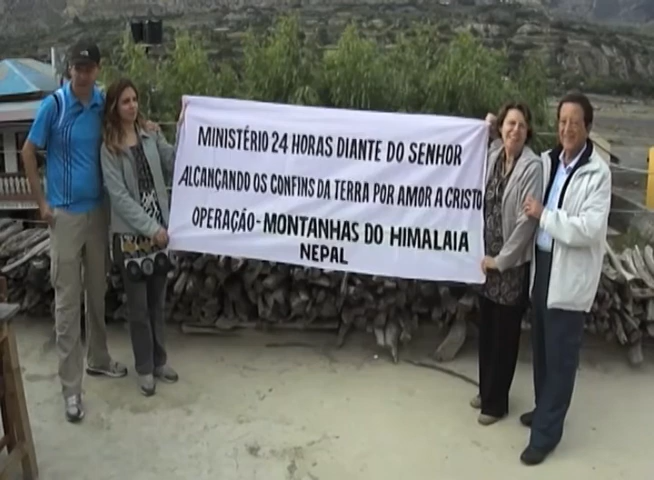 MINISTÉRIO 24 HORAS DIANTE DO SENHOR
ALCANÇANDO OS CONFINS DA TERRA POR AMOR A CRISTO
OPERAÇÃO - MONTANHAS DO HIMALAIA
NEPAL